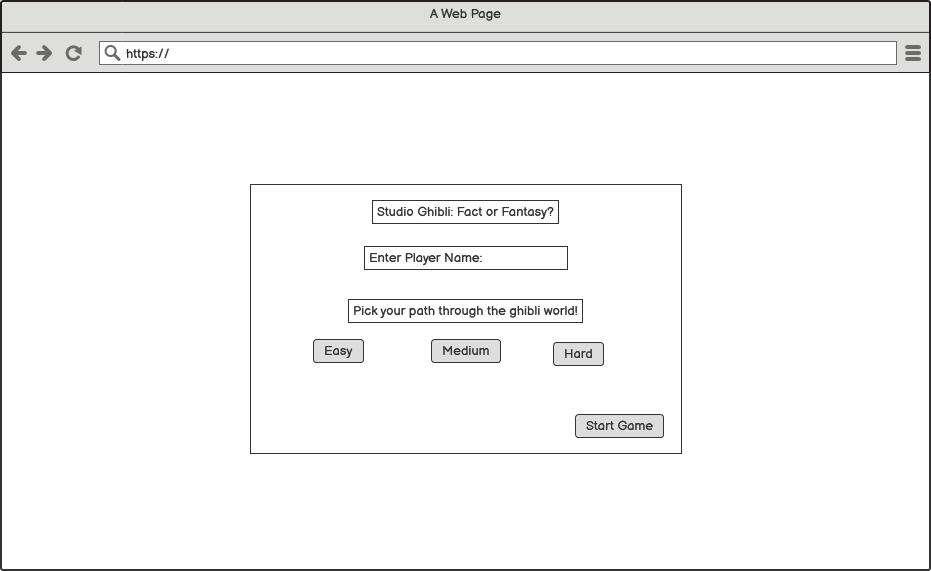 A Web Page
https://
Studio Ghibli: Fact or Fantasy?
Enter Player Name:
Pick your path through the ghibli world!
Easy
Medium
Hard
Start Game